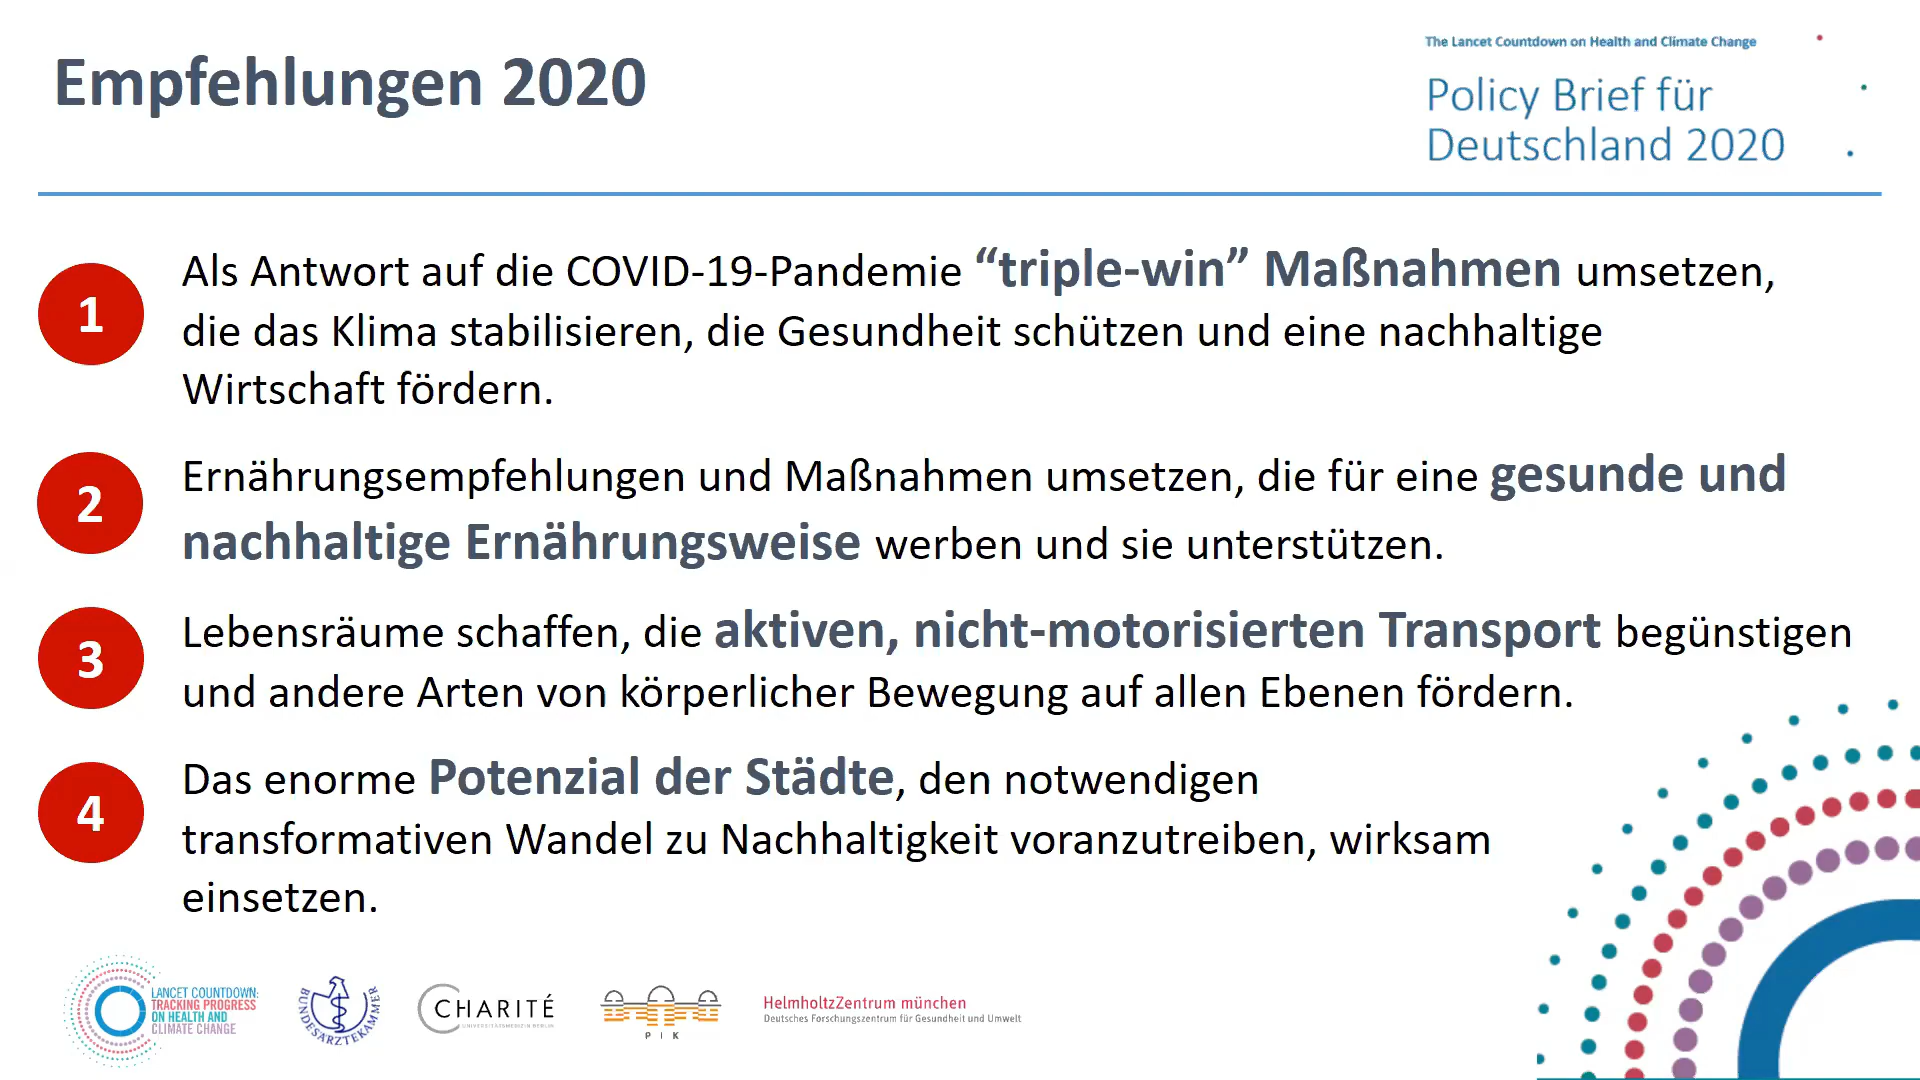 Empfehlungen 2020
The Lancet Countdown on Health and Climate Change
Policy Brief für
Deutschland 2020
1
Als Antwort auf die COVID-19-Pandemie “triple-win” Maßnahmen umsetzen,
die das Klima stabilisieren, die Gesundheit schützen und eine nachhaltige
Wirtschaft fördern.
2
Ernährungsempfehlungen und Maßnahmen umsetzen, die für eine gesunde und
nachhaltige Ernährungsweise werben und sie unterstützen.
3
Lebensräume schaffen, die aktiven, nicht-motorisierten Transport begünstigen
und andere Arten von körperlicher Bewegung auf allen Ebenen fördern.
4
Das enorme Potenzial der Städte, den notwendigen
transformativen Wandel zu Nachhaltigkeit voranzutreiben, wirksam
einsetzen.
LANCET COUNTDOWN:
TRACKING PROGRESS
ON HEALTH AND
CLIMATE CHANGE
BUNDESÄRZTEKAMMER
CHARITÉ
UNIVERSITÄTSMEDIZIN BERLIN
PIK
HelmholtzZentrum münchen
Deutsches Forschungszentrum für Gesundheit und Umwelt